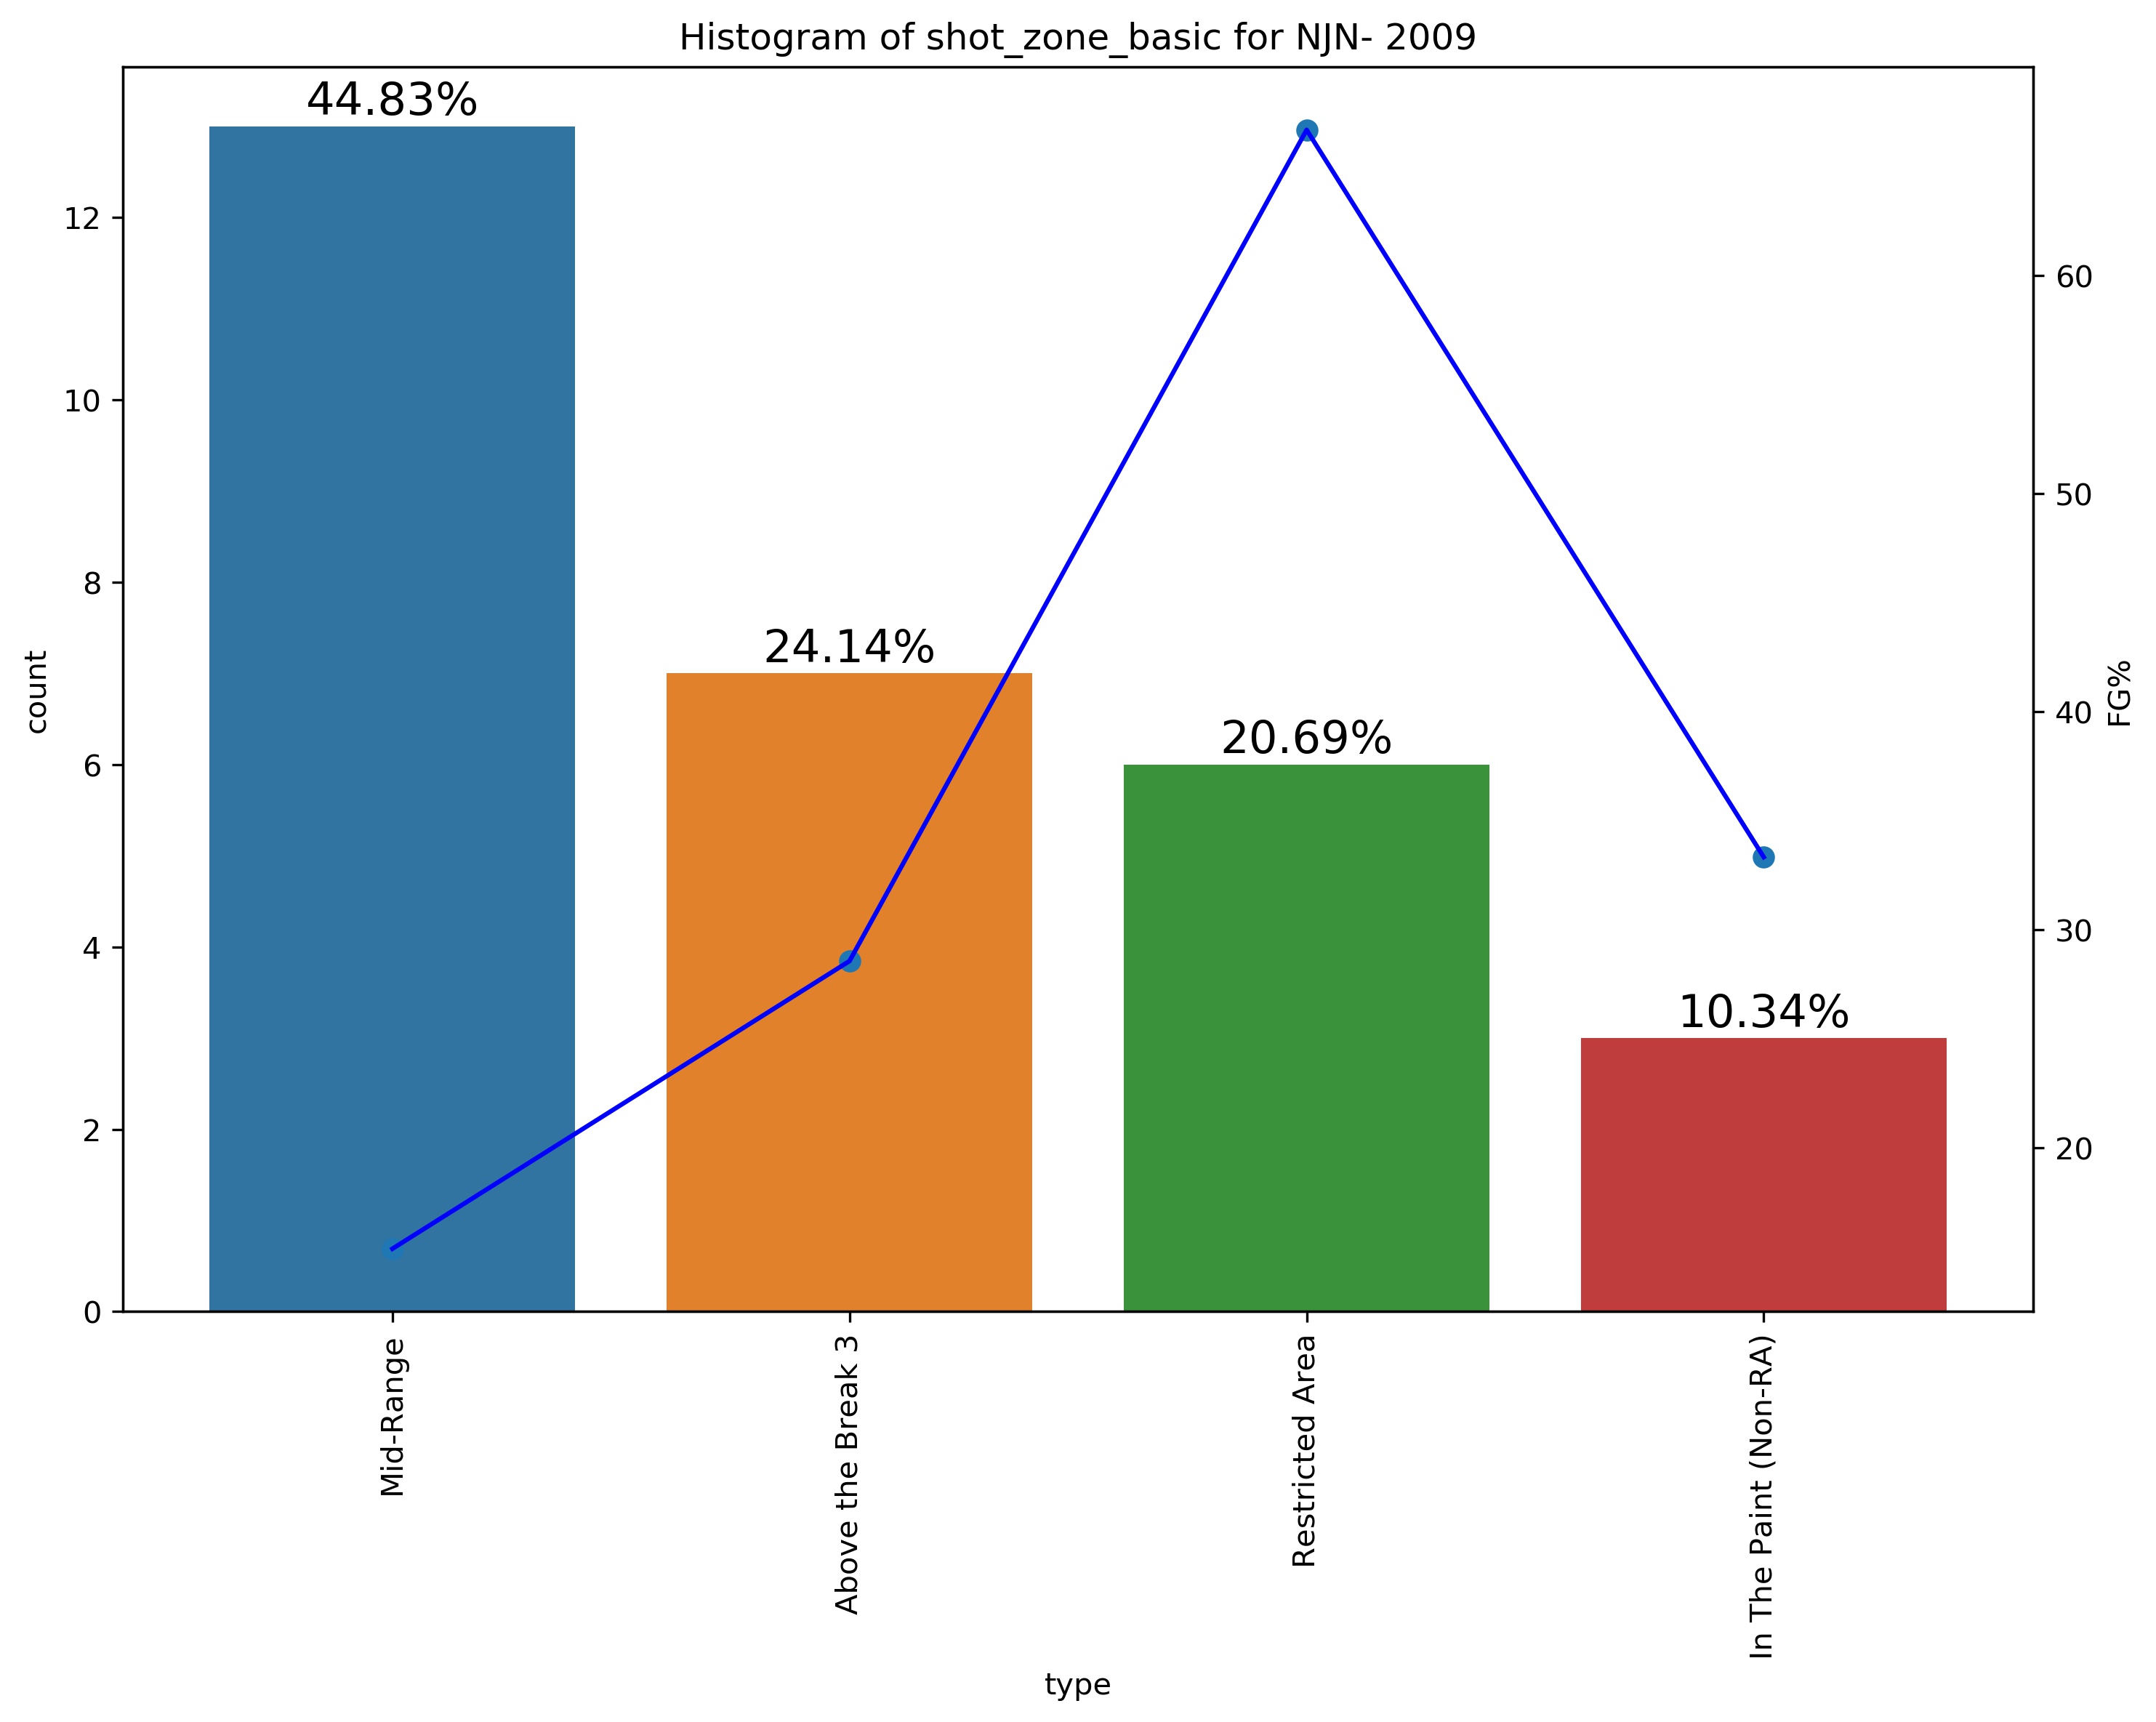 Histogram of shot_zone_basic for NJN- 2009
44.83%
24.14%
20.69%
10.34%
12
10
8
6
4
2
0
count
60
50
40
30
20
FG%
Mid-Range
Above the Break 3
Restricted Area
In The Paint (Non-RA)
type